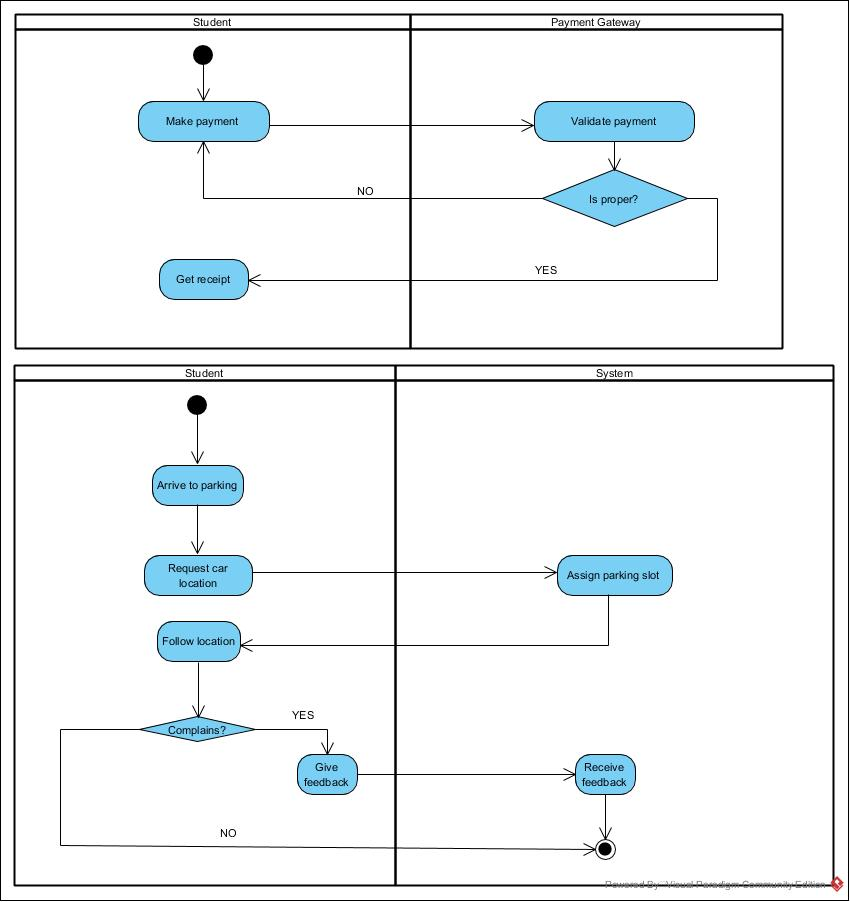 Student
Payment Gateway
Make payment
Validate payment
NO
Is proper?
YES
Get receipt
Student
System
Arrive to parking
Request car
location
Assign parking slot
Follow location
YES
Complains?
Give
feedback
Receive
feedback
NO
Powered By Visual Paradigm Community Edition